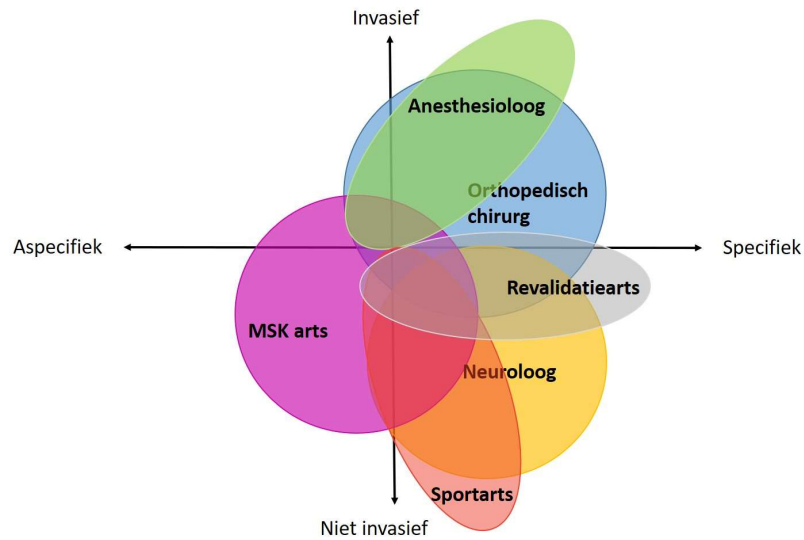 Invasief
Anesthesioloog
Orthopedisch
chirurg
Aspecifiek
Specifiek
Revalidatiearts
MSK arts
Neuroloog
Sportarts
Niet invasief